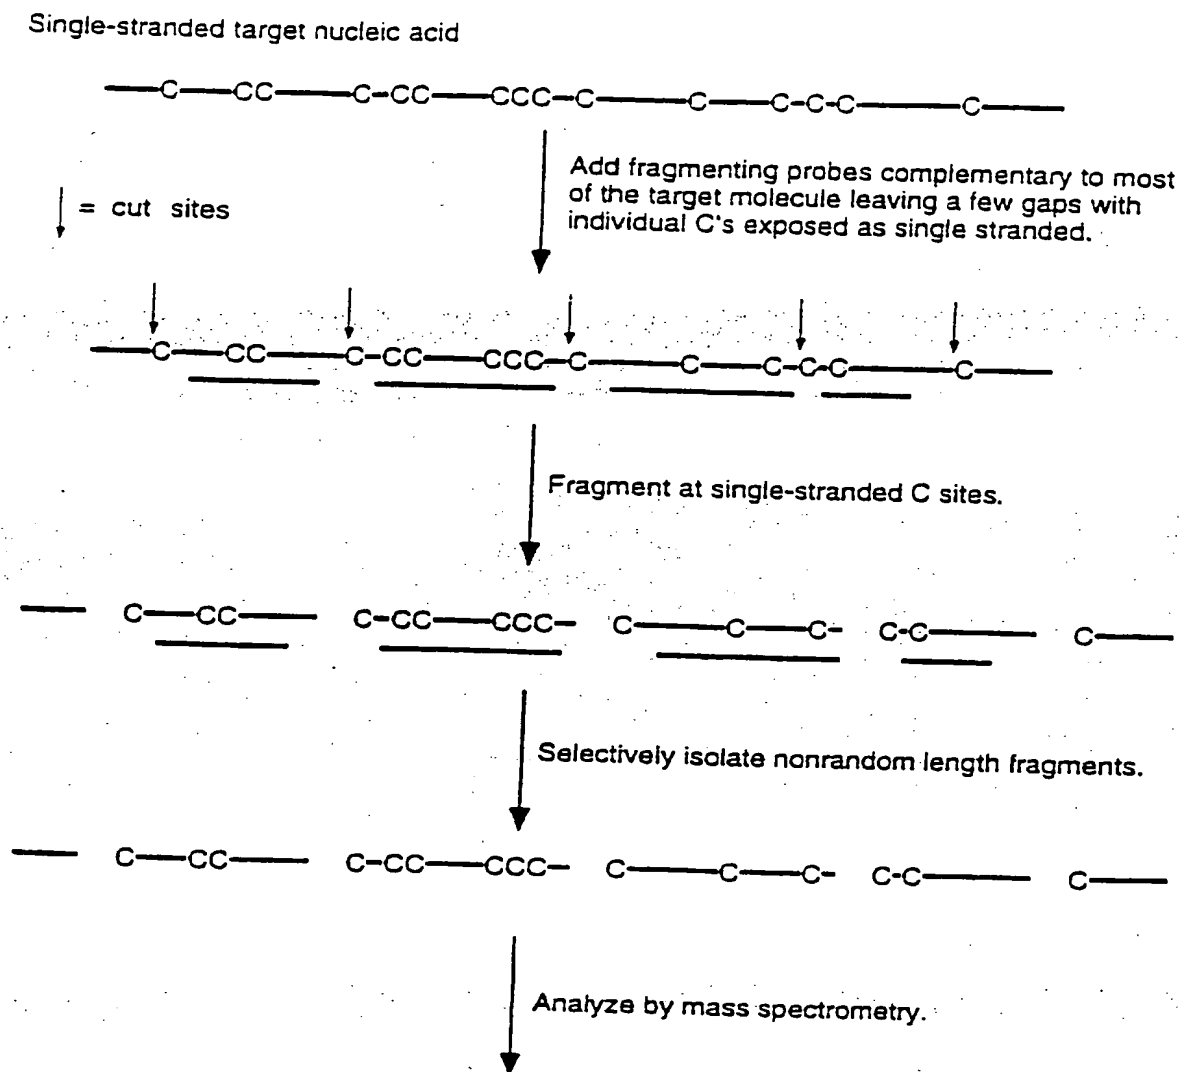 Single-stranded target nucleic acid
C CC C-CC CCC-C C C-C-C C
Add fragmenting probes complementary to most
of the target molecule leaving a few gaps with
individual C's exposed as single stranded.
= cut sites
C CC C-CC CCC-C C C-C-C C
Fragment at single-stranded C sites.
C CC C-CC CCC- C C C- C-C C
Selectively isolate nonrandom length fragments.
C CC C-CC CCC- C C C- C-C C
Analyze by mass spectrometry.